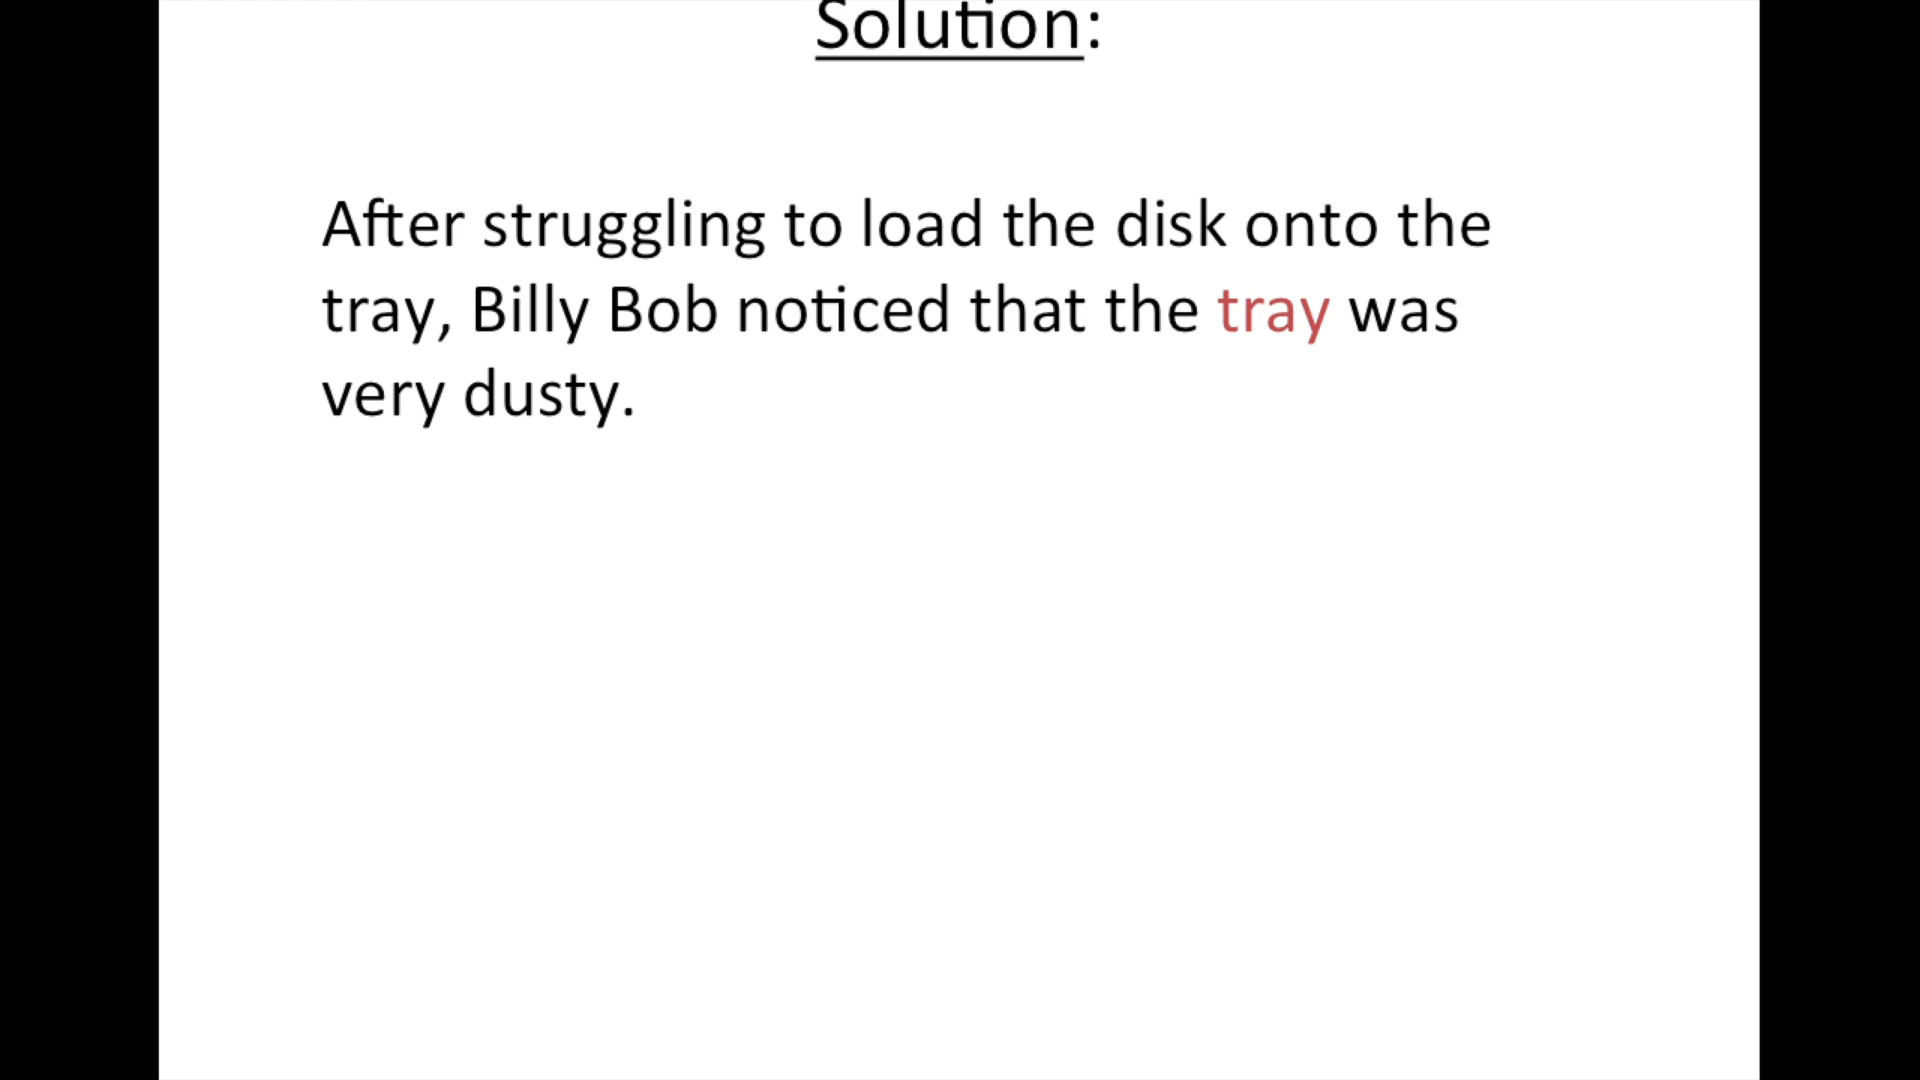 Solution:
After struggling to load the disk onto the
tray, Billy Bob noticed that the tray was
very dusty.